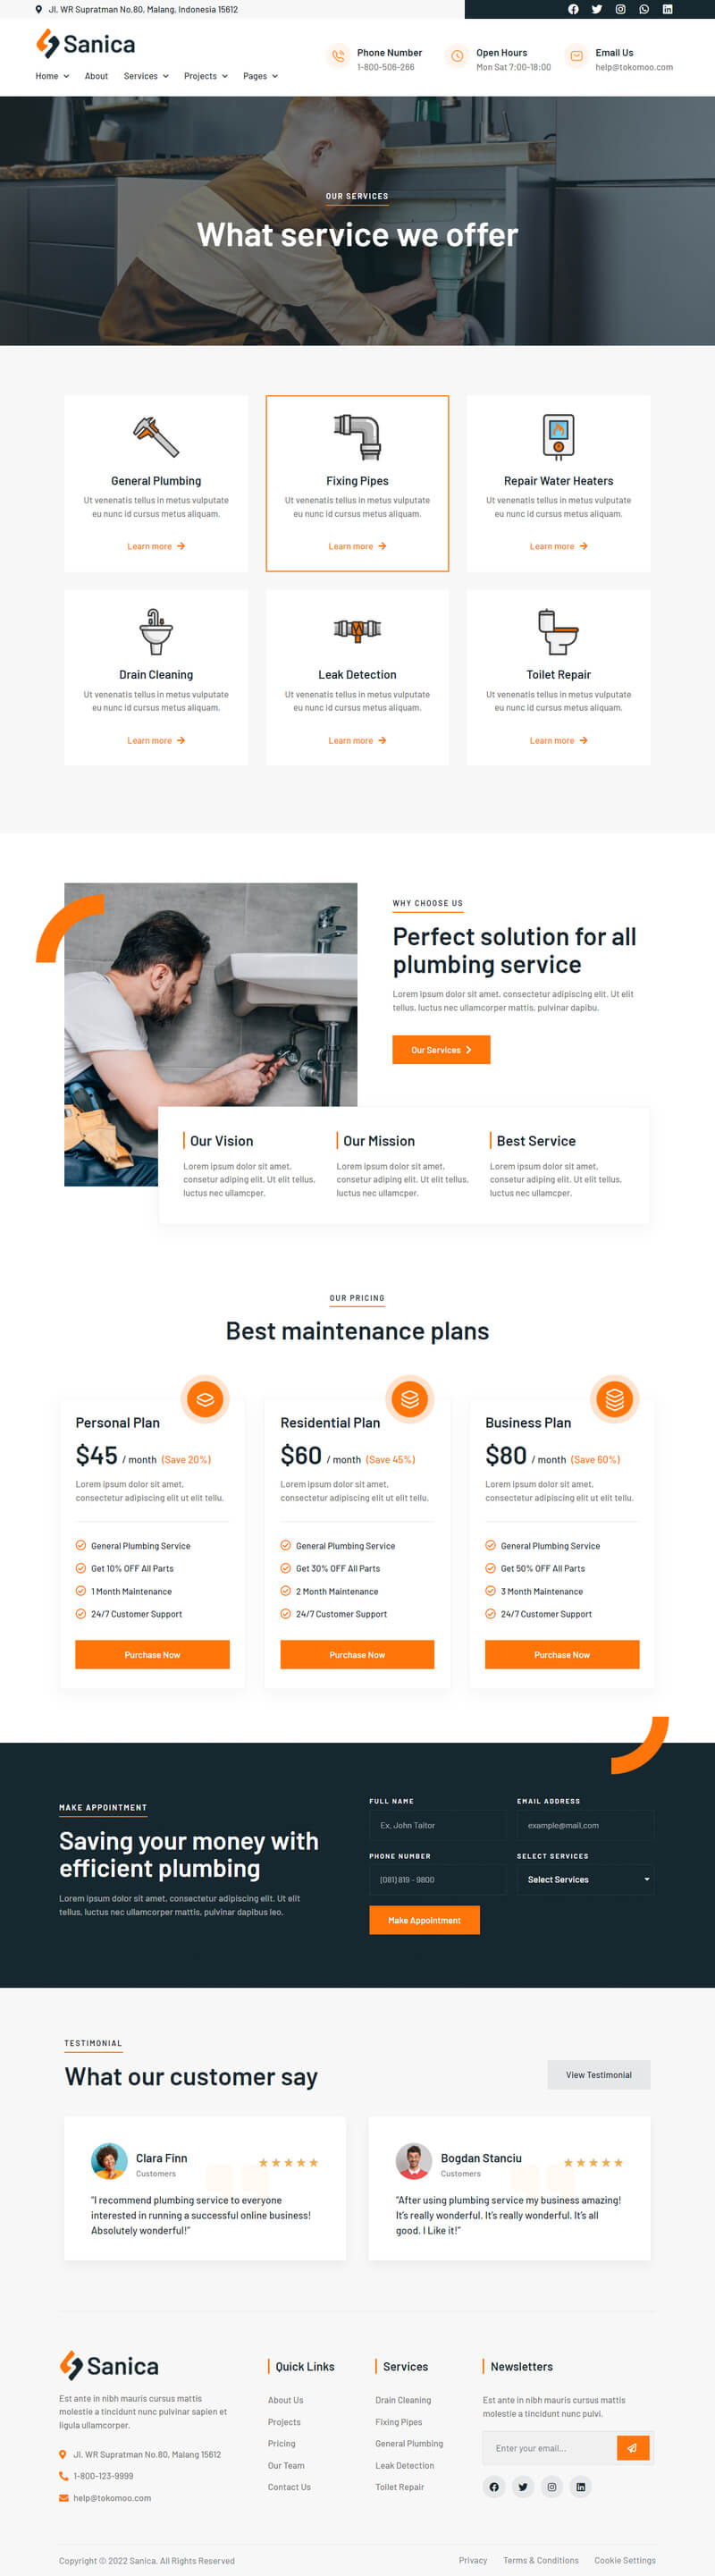 Jl. WR Supratman No.80, Malang, Indonesia 15612
Sanica
Home About Services Projects Pages
Phone Number
1-800-506-266
Open Hours
Mon Sat 7:00-18:00
Email Us
help@tokomoo.com
OUR SERVICES
What service we offer
General Plumbing
Ut venenatis tellus in metus vulputate
eu nunc id cursus metus aliquam.
Learn more
Fixing Pipes
Ut venenatis tellus in metus vulputate
eu nunc id cursus metus aliquam.
Learn more
Repair Water Heaters
Ut venenatis tellus in metus vulputate
eu nunc id cursus metus aliquam.
Learn more
Drain Cleaning
Ut venenatis tellus in metus vulputate
eu nunc id cursus metus aliquam.
Learn more
Leak Detection
Ut venenatis tellus in metus vulputate
eu nunc id cursus metus aliquam.
Learn more
Toilet Repair
Ut venenatis tellus in metus vulputate
eu nunc id cursus metus aliquam.
Learn more
WHY CHOOSE US
Perfect solution for all
plumbing service
Lorem ipsum dolor sit amet, consectetur adipiscing elit. Ut elit
tellus, luctus nec ullamcorper mattis, pulvinar dapibu.
Our Services
Our Vision
Lorem ipsum dolor sit amet,
consetur adiping elit. Ut elit tellus,
luctus nec ullamcper.
Our Mission
Lorem ipsum dolor sit amet,
consetur adiping elit. Ut elit tellus,
luctus nec ullamcper.
Best Service
Lorem ipsum dolor sit amet,
consetur adiping elit. Ut elit tellus,
luctus nec ullamcper.
OUR PRICING
Best maintenance plans
Personal Plan
$45 / month (Save 20%)
Lorem ipsum dolor sit amet,
consectetur adipiscing elit ut elit tellu.
General Plumbing Service
Get 10% OFF All Parts
1 Month Maintenance
24/7 Customer Support
Purchase Now
Residential Plan
$60 / month (Save 45%)
Lorem ipsum dolor sit amet,
consectetur adipiscing elit ut elit tellu.
General Plumbing Service
Get 30% OFF All Parts
2 Month Maintenance
24/7 Customer Support
Purchase Now
Business Plan
$80 / month (Save 60%)
Lorem ipsum dolor sit amet,
consectetur adipiscing elit ut elit tellu.
General Plumbing Service
Get 50% OFF All Parts
3 Month Maintenance
24/7 Customer Support
Purchase Now
MAKE APPOINTMENT
Saving your money with
efficient plumbing
Lorem ipsum dolor sit amet, consectetur adipiscing elit. Ut elit
tellus, luctus nec ullamcorper mattis, pulvinar dapibus leo.
FULL NAME
Ex. John Taitor
EMAIL ADDRESS
example@mail.com
PHONE NUMBER
(081) 819 - 9800
SELECT SERVICES
Select Services
Make Appointment
TESTIMONIAL
What our customer say
View Testimonial
Clara Finn
Customers
"I recommend plumbing service to everyone
interested in running a successful online business!
Absolutely wonderful!"
Bogdan Stanciu
Customers
"After using plumbing service my business amazing!
It's really wonderful. It's really wonderful. It's all
good. I Like it!"
Sanica
Est ante in nibh mauris cursus mattis
molestie a tincidunt nunc pulvinar sapien et
ligula ullamcorper.
Jl. WR Supratman No.80, Malang 15612
1-800-123-9999
help@tokomoo.com
Quick Links
About Us
Projects
Pricing
Our Team
Contact Us
Services
Drain Cleaning
Fixing Pipes
General Plumbing
Leak Detection
Toilet Repair
Newsletters
Est ante in nibh mauris cursus mattis
molestie a tincidunt nunc pulvi.
Enter your email...
Copyright © 2022 Sanica. All Rights Reserved
Privacy Terms & Conditions Cookie Settings